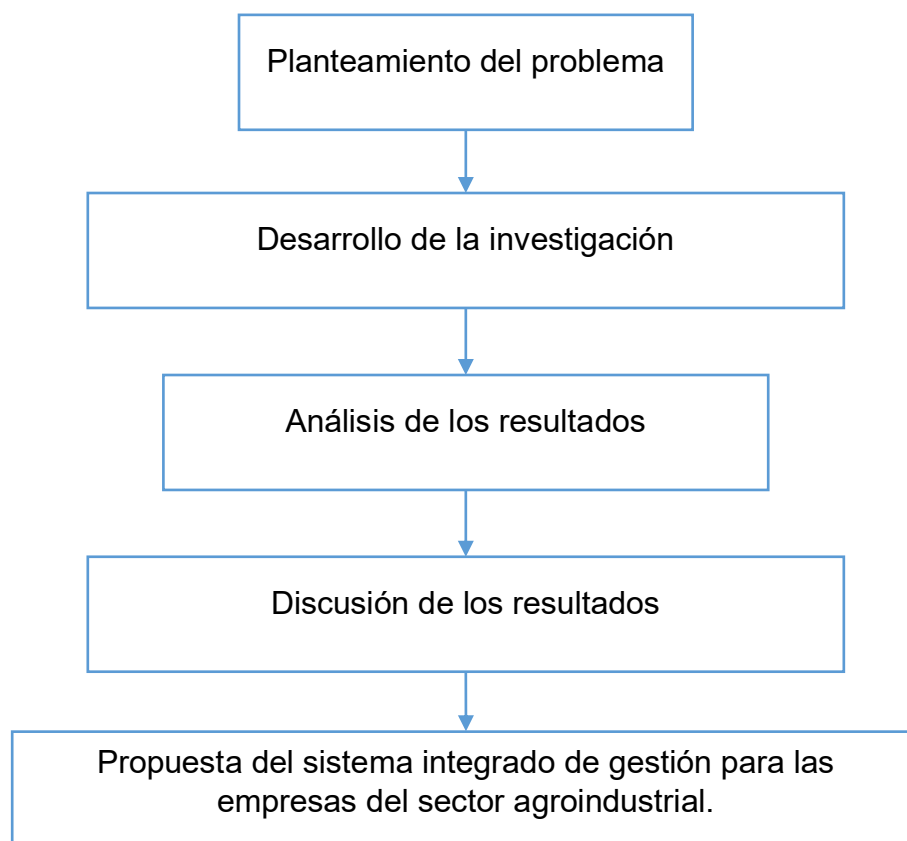 Planteamiento del problema
Desarrollo de la investigación
Análisis de los resultados
Discusión de los resultados
Propuesta del sistema integrado de gestión para las
empresas del sector agroindustrial.